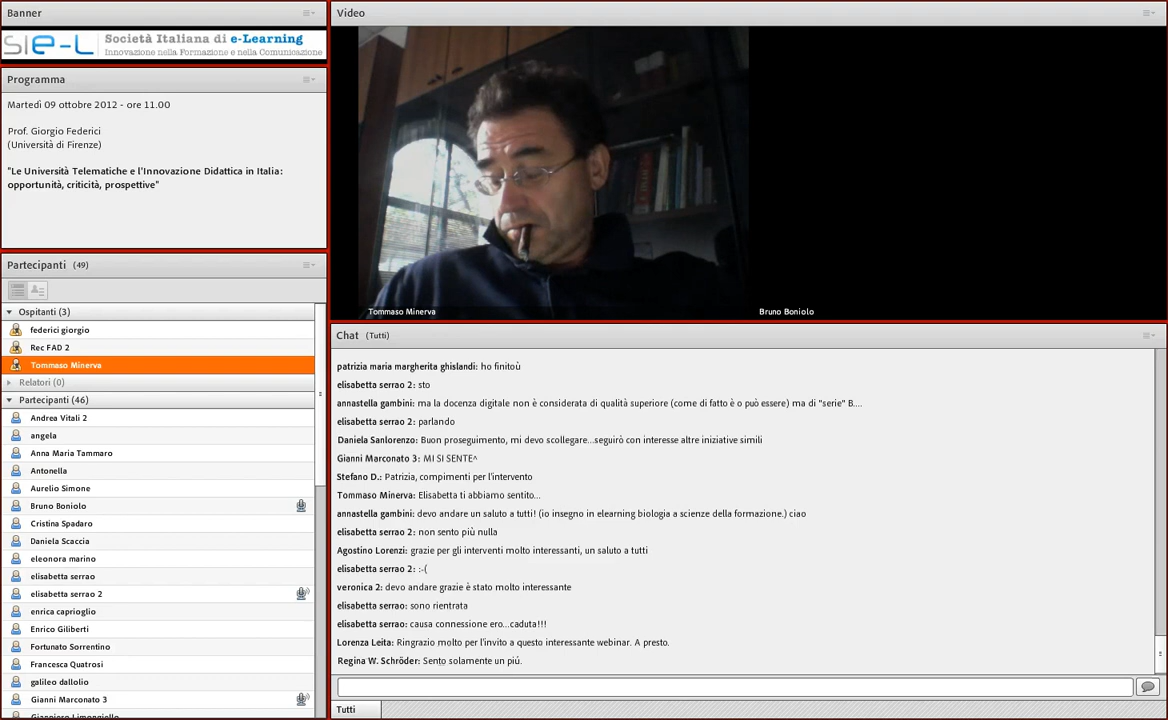 Banner
SIe-L Società Italiana di e-Learning
Innovazione nella Formazione e nella Comunicazione
Programma
Martedì 09 ottobre 2012 - ore 11.00
Prof. Giorgio Federici
(Università di Firenze)
"Le Università Telematiche e l'Innovazione Didattica in Italia:
opportunità, criticità, prospettive"
Partecipanti (49)
Ospitanti (3)
federici giorgio
Rec FAD 2
Tommaso Minerva
Relatori (0)
Partecipanti (46)
Andrea Vitali 2
angela
Anna Maria Tammaro
Antonella
Aurelio Simone
Bruno Boniolo
Cristina Spadaro
Daniela Scaccia
eleonora marino
elisabetta serrao
elisabetta serrao 2
enrica caprioglio
Enrico Giliberti
Fortunato Sorrentino
Francesca Quatrosi
galileo dallolio
Gianni Marconato 3
Gianpiero Limongiello
Video
Tommaso Minerva
Bruno Boniolo
Chat (Tutti)
patrizia maria margherita ghislandi: ho finitoù
elisabetta serrao 2: sto
annastella gambini: ma la docenza digitale non è considerata di qualità superiore (come di fatto è o può essere) ma di "serie" B....
elisabetta serrao 2: parlando
Daniela Sanlorenzo: Buon proseguimento, mi devo scollegare...seguirò con interesse altre iniziative simili
Gianni Marconato 3: MI SI SENTE^
Stefano D.: Patrizia, compimenti per l'intervento
Tommaso Minerva: Elisabetta ti abbiamo sentito...
annastella gambini: devo andare un saluto a tutti! (io insegno in elearning biologia a scienze della formazione.) ciao
elisabetta serrao 2: non sento più nulla
Agostino Lorenzi: grazie per gli interventi molto interessanti, un saluto a tutti
elisabetta serrao 2: :-(
veronica 2: devo andare grazie è stato molto interessante
elisabetta serrao: sono rientrata
elisabetta serrao: causa connessione ero...caduta!!!
Lorenza Leita: Ringrazio molto per l'invito a questo interessante webinar. A presto.
Regina W. Schröder: Sento solamente un più.
Tutti